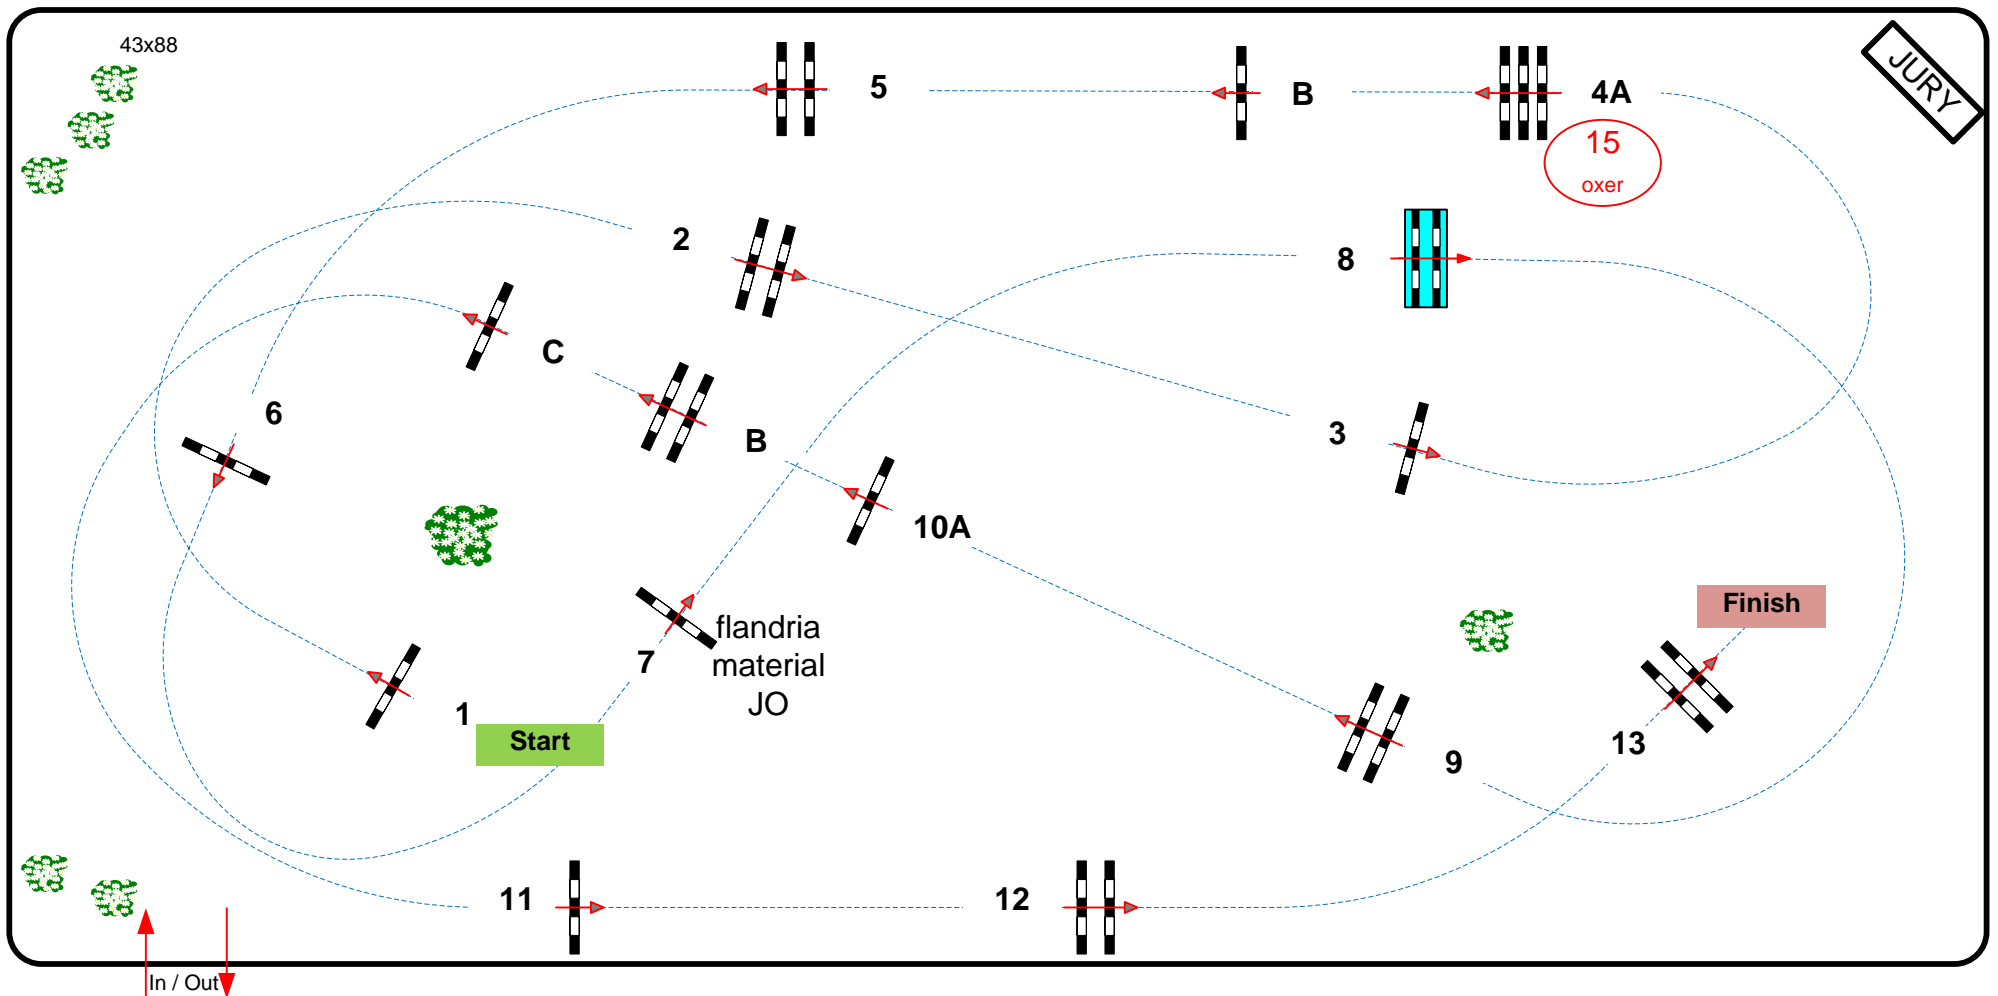 43x88
JURY
5
B
4A
15
oxer
2
8
C
6
B
3
10A
Finish
flandria
material
JO
7
1
Start
13
9
11
12
In / Out